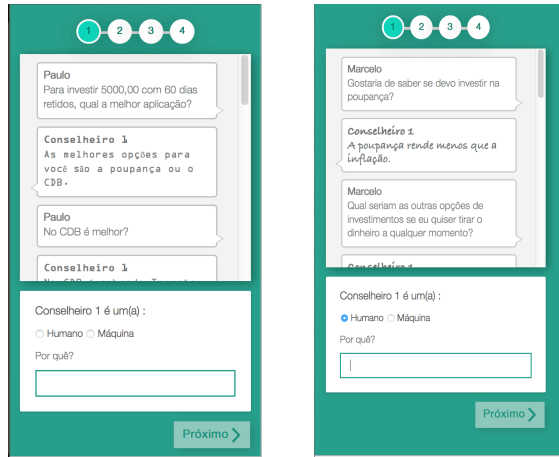 1 2 3 4
Paulo
Para investir 5000,00 com 60 dias
retidos, qual a melhor aplicação?
Conselheiro 1
As melhores opções para
você são a poupança ou o
CDB.
Paulo
No CDB é melhor?
Conselheiro 1
Conselheiro 1 é um(a) :
Humano Máquina
Por quê?
Próximo
1 2 3 4
Marcelo
Gostaria de saber se devo investir na
poupança?
Conselheiro 1
A poupança rende menos que a
inflação.
Marcelo
Qual seriam as outras opções de
investimentos se eu quiser tirar o
dinheiro a qualquer momento?
Conselheiro 1
Conselheiro 1 é um(a) :
Humano Máquina
Por quê?
Próximo